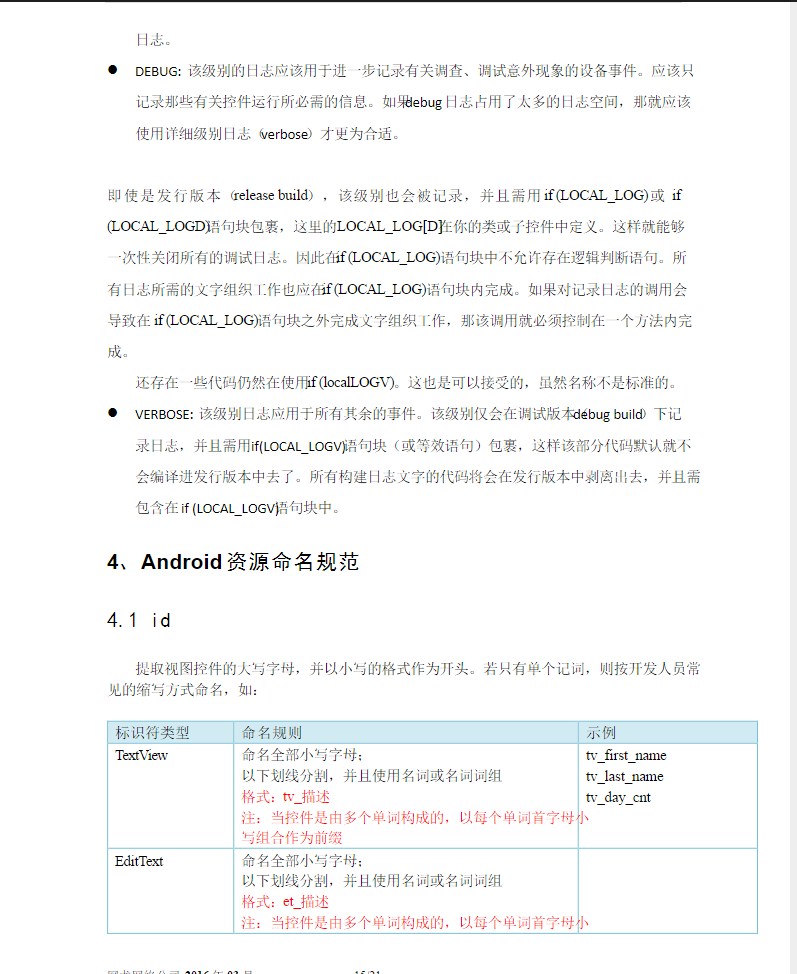 日志。
● DEBUG: 该级别的日志应该用于进一步记录有关调查、调试意外现象的设备事件。应该只
记录那些有关控件运行所必需的信息。如果debug 日志占用了太多的日志空间，那就应该
使用详细级别日志（verbose）才更为合适。
即使是发行版本（release build），该级别也会被记录，并且需用 if (LOCAL_LOG)或 if
(LOCAL_LOGD)语句块包裹，这里的LOCAL_LOG[D]在你的类或子控件中定义。这样就能够
一次性关闭所有的调试日志。因此在if (LOCAL_LOG)语句块中不允许存在逻辑判断语句。所
有日志所需的文字组织工作也应在if (LOCAL_LOG)语句块内完成。如果对记录日志的调用会
导致在 if (LOCAL_LOG)语句块之外完成文字组织工作，那该调用就必须控制在一个方法内完
成。
还存在一些代码仍然在使用if (localLOGV)。这也是可以接受的，虽然名称不是标准的。
● VERBOSE: 该级别日志应用于所有其余的事件。该级别仅会在调试版本（debug build）下记
录日志，并且需用if(LOCAL_LOGV)语句块（或等效语句）包裹，这样该部分代码默认就不
会编译进发行版本中去了。所有构建日志文字的代码将会在发行版本中剥离出去，并且需
包含在 if (LOCAL_LOGV)语句块中。
4、Android 资源命名规范
4.1 id
提取视图控件的大写字母，并以小写的格式作为开头。若只有单个记词，则按开发人员常
见的缩写方式命名，如：
标识符类型 命名规则 示例
TextView 命名全部小写字母； tv_first_name
以下划线分割，并且使用名词或名词词组 tv_last_name
格式：tv_描述 tv_day_cnt
注：当控件是由多个单词构成的，以每个单词首字母小
写组合作为前缀
EditText 命名全部小写字母；
以下划线分割，并且使用名词或名词词组
格式：et_描述
注：当控件是由多个单词构成的，以每个单词首字母小